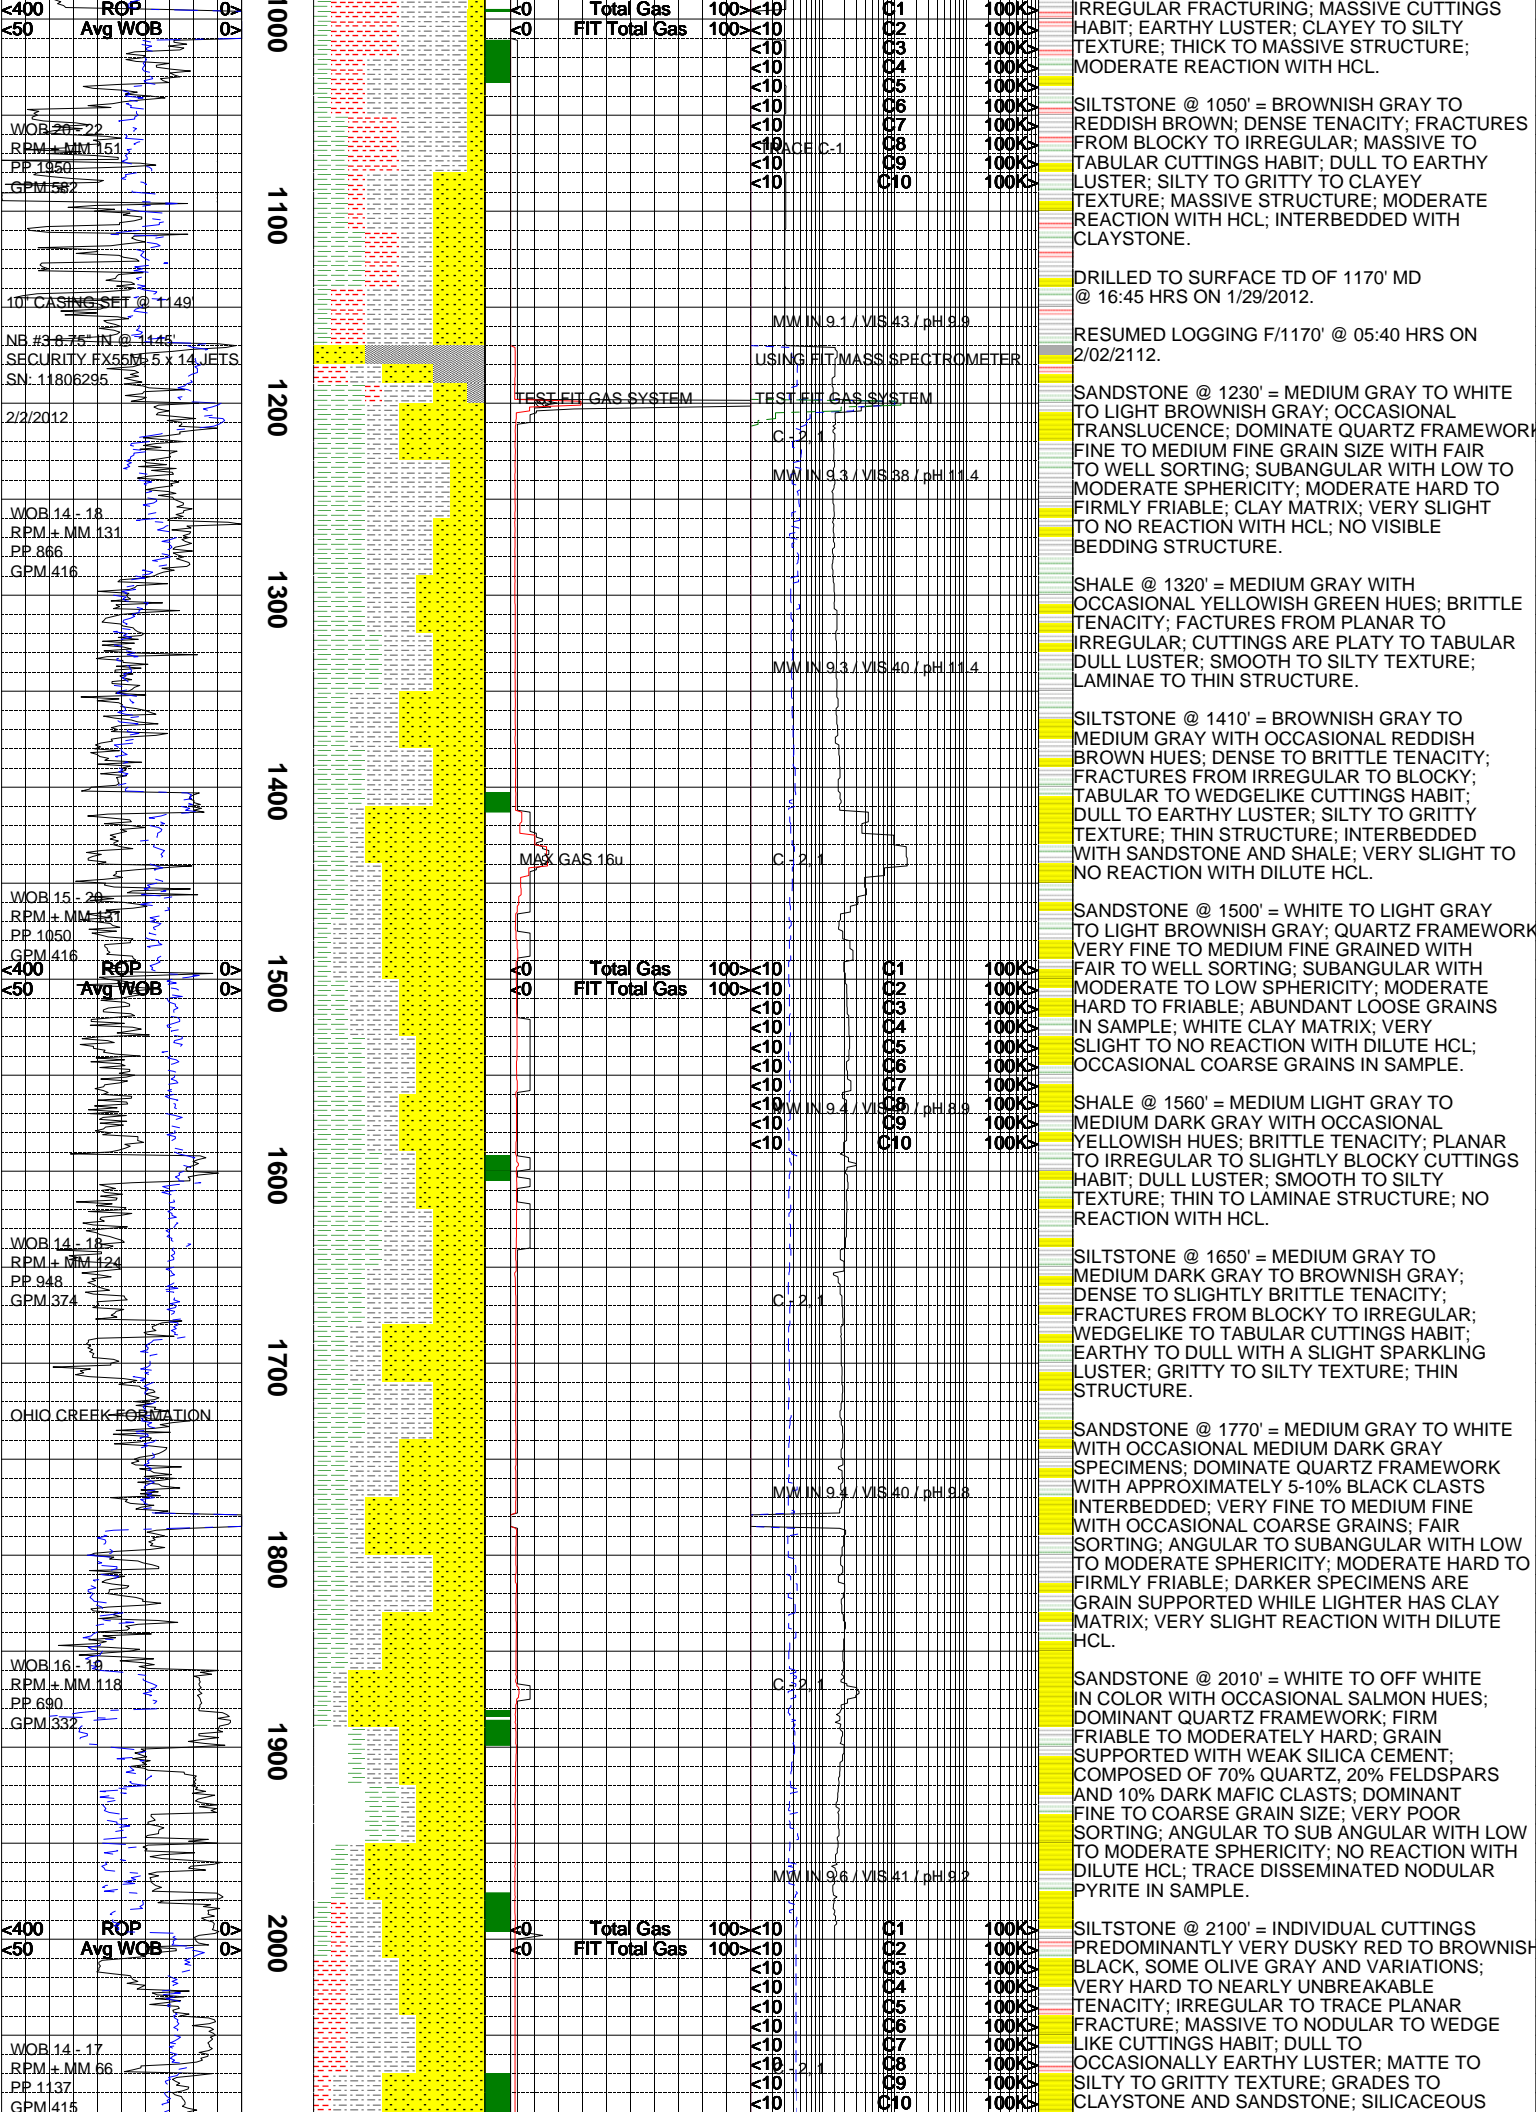 <400 ROP 0>
<50 Avg WOB 0>
WOB 20 - 22
RPM + MM 151
PP 1950
GPM 582
10" CASING SET @ 1149'
NB #3 8.75" IN @ 1145'
SECURITY FX55M, 5 x 14 JETS
SN: 11806295
2/2/2012
WOB 14 - 18
RPM + MM 131
PP 866
GPM 416
WOB 15 - 20
RPM + MM 131
PP 1050
GPM 416
<400 ROP 0>
<50 Avg WOB 0>
WOB 14 - 18
RPM + MM 124
PP 948
GPM 374
OHIO CREEK FORMATION
WOB 16 - 19
RPM + MM 118
PP 690
GPM 332
<400 ROP 0>
<50 Avg WOB 0>
WOB 14 - 17
RPM + MM 66
PP 1137
GPM 415
1000
1100
1200
1300
1400
1500
1600
1700
1800
1900
2000
<0 Total Gas 100>
<0 FIT Total Gas 100>
TEST FIT GAS SYSTEM
MAX GAS 16u
<0 Total Gas 100>
<0 FIT Total Gas 100>
<0 Total Gas 100>
<0 FIT Total Gas 100>
<10 C1 100K>
<10 C2 100K>
<10 C3 100K>
<10 C4 100K>
<10 C5 100K>
<10 C6 100K>
<10 C7 100K>
<10 C8 100K>
TRACE C-1
<10 C9 100K>
<10 C10 100K>
MW IN 9.1 / VIS 43 / pH 9.9
USING FIT MASS SPECTROMETER
TEST FIT GAS SYSTEM
C - 2, 1
MW IN 9.3 / VIS 38 / pH 11.4
MW IN 9.3 / VIS 40 / pH 11.4
C - 2, 1
<10 C1 100K>
<10 C2 100K>
<10 C3 100K>
<10 C4 100K>
<10 C5 100K>
<10 C6 100K>
<10 C7 100K>
<10 C8 100K>
MW IN 9.4 / VIS 40 / pH 8.9
<10 C9 100K>
<10 C10 100K>
C - 2, 1
MW IN 9.4 / VIS 40 / pH 9.8
C - 2, 1
MW IN 9.6 / VIS 41 / pH 9.2
<10 C1 100K>
<10 C2 100K>
<10 C3 100K>
<10 C4 100K>
<10 C5 100K>
<10 C6 100K>
<10 C7 100K>
<10 C8 100K>
C - 2, 1
<10 C9 100K>
<10 C10 100K>
IRREGULAR FRACTURING; MASSIVE CUTTINGS
HABIT; EARTHY LUSTER; CLAYEY TO SILTY
TEXTURE; THICK TO MASSIVE STRUCTURE;
MODERATE REACTION WITH HCL.
SILTSTONE @ 1050' = BROWNISH GRAY TO
REDDISH BROWN; DENSE TENACITY; FRACTURES
FROM BLOCKY TO IRREGULAR; MASSIVE TO
TABULAR CUTTINGS HABIT; DULL TO EARTHY
LUSTER; SILTY TO GRITTY TO CLAYEY
TEXTURE; MASSIVE STRUCTURE; MODERATE
REACTION WITH HCL; INTERBEDDED WITH
CLAYSTONE.
DRILLED TO SURFACE TD OF 1170' MD
@ 16:45 HRS ON 1/29/2012.
RESUMED LOGGING F/1170' @ 05:40 HRS ON
2/02/2112.
SANDSTONE @ 1230' = MEDIUM GRAY TO WHITE
TO LIGHT BROWNISH GRAY; OCCASIONAL
TRANSLUCENCE; DOMINATE QUARTZ FRAMEWORK
FINE TO MEDIUM FINE GRAIN SIZE WITH FAIR
TO WELL SORTING; SUBANGULAR WITH LOW TO
MODERATE SPHERICITY; MODERATE HARD TO
FIRMLY FRIABLE; CLAY MATRIX; VERY SLIGHT
TO NO REACTION WITH HCL; NO VISIBLE
BEDDING STRUCTURE.
SHALE @ 1320' = MEDIUM GRAY WITH
OCCASIONAL YELLOWISH GREEN HUES; BRITTLE
TENACITY; FACTURES FROM PLANAR TO
IRREGULAR; CUTTINGS ARE PLATY TO TABULAR
DULL LUSTER; SMOOTH TO SILTY TEXTURE;
LAMINAE TO THIN STRUCTURE.
SILTSTONE @ 1410' = BROWNISH GRAY TO
MEDIUM GRAY WITH OCCASIONAL REDDISH
BROWN HUES; DENSE TO BRITTLE TENACITY;
FRACTURES FROM IRREGULAR TO BLOCKY;
TABULAR TO WEDGELIKE CUTTINGS HABIT;
DULL TO EARTHY LUSTER; SILTY TO GRITTY
TEXTURE; THIN STRUCTURE; INTERBEDDED
WITH SANDSTONE AND SHALE; VERY SLIGHT TO
NO REACTION WITH DILUTE HCL.
SANDSTONE @ 1500' = WHITE TO LIGHT GRAY
TO LIGHT BROWNISH GRAY; QUARTZ FRAMEWORK
VERY FINE TO MEDIUM FINE GRAINED WITH
FAIR TO WELL SORTING; SUBANGULAR WITH
MODERATE TO LOW SPHERICITY; MODERATE
HARD TO FRIABLE; ABUNDANT LOOSE GRAINS
IN SAMPLE; WHITE CLAY MATRIX; VERY
SLIGHT TO NO REACTION WITH DILUTE HCL;
OCCASIONAL COARSE GRAINS IN SAMPLE.
SHALE @ 1560' = MEDIUM LIGHT GRAY TO
MEDIUM DARK GRAY WITH OCCASIONAL
YELLOWISH HUES; BRITTLE TENACITY; PLANAR
TO IRREGULAR TO SLIGHTLY BLOCKY CUTTINGS
HABIT; DULL LUSTER; SMOOTH TO SILTY
TEXTURE; THIN TO LAMINAE STRUCTURE; NO
REACTION WITH HCL.
SILTSTONE @ 1650' = MEDIUM GRAY TO
MEDIUM DARK GRAY TO BROWNISH GRAY;
DENSE TO SLIGHTLY BRITTLE TENACITY;
FRACTURES FROM BLOCKY TO IRREGULAR;
WEDGELIKE TO TABULAR CUTTINGS HABIT;
EARTHY TO DULL WITH A SLIGHT SPARKLING
LUSTER; GRITTY TO SILTY TEXTURE; THIN
STRUCTURE.
SANDSTONE @ 1770' = MEDIUM GRAY TO WHITE
WITH OCCASIONAL MEDIUM DARK GRAY
SPECIMENS; DOMINATE QUARTZ FRAMEWORK
WITH APPROXIMATELY 5-10% BLACK CLASTS
INTERBEDDED; VERY FINE TO MEDIUM FINE
WITH OCCASIONAL COARSE GRAINS; FAIR
SORTING; ANGULAR TO SUBANGULAR WITH LOW
TO MODERATE SPHERICITY; MODERATE HARD TO
FIRMLY FRIABLE; DARKER SPECIMENS ARE
GRAIN SUPPORTED WHILE LIGHTER HAS CLAY
MATRIX; VERY SLIGHT REACTION WITH DILUTE
HCL.
SANDSTONE @ 2010' = WHITE TO OFF WHITE
IN COLOR WITH OCCASIONAL SALMON HUES;
DOMINANT QUARTZ FRAMEWORK; FIRM
FRIABLE TO MODERATELY HARD; GRAIN
SUPPORTED WITH WEAK SILICA CEMENT;
COMPOSED OF 70% QUARTZ, 20% FELDSPARS
AND 10% DARK MAFIC CLASTS; DOMINANT
FINE TO COARSE GRAIN SIZE; VERY POOR
SORTING; ANGULAR TO SUB ANGULAR WITH LOW
TO MODERATE SPHERICITY; NO REACTION WITH
DILUTE HCL; TRACE DISSEMINATED NODULAR
PYRITE IN SAMPLE.
SILTSTONE @ 2100' = INDIVIDUAL CUTTINGS
PREDOMINANTLY VERY DUSKY RED TO BROWNISH
BLACK, SOME OLIVE GRAY AND VARIATIONS;
VERY HARD TO NEARLY UNBREAKABLE
TENACITY; IRREGULAR TO TRACE PLANAR
FRACTURE; MASSIVE TO NODULAR TO WEDGE
LIKE CUTTINGS HABIT; DULL TO
OCCASIONALLY EARTHY LUSTER; MATTE TO
SILTY TO GRITTY TEXTURE; GRADES TO
CLAYSTONE AND SANDSTONE; SILICACEOUS